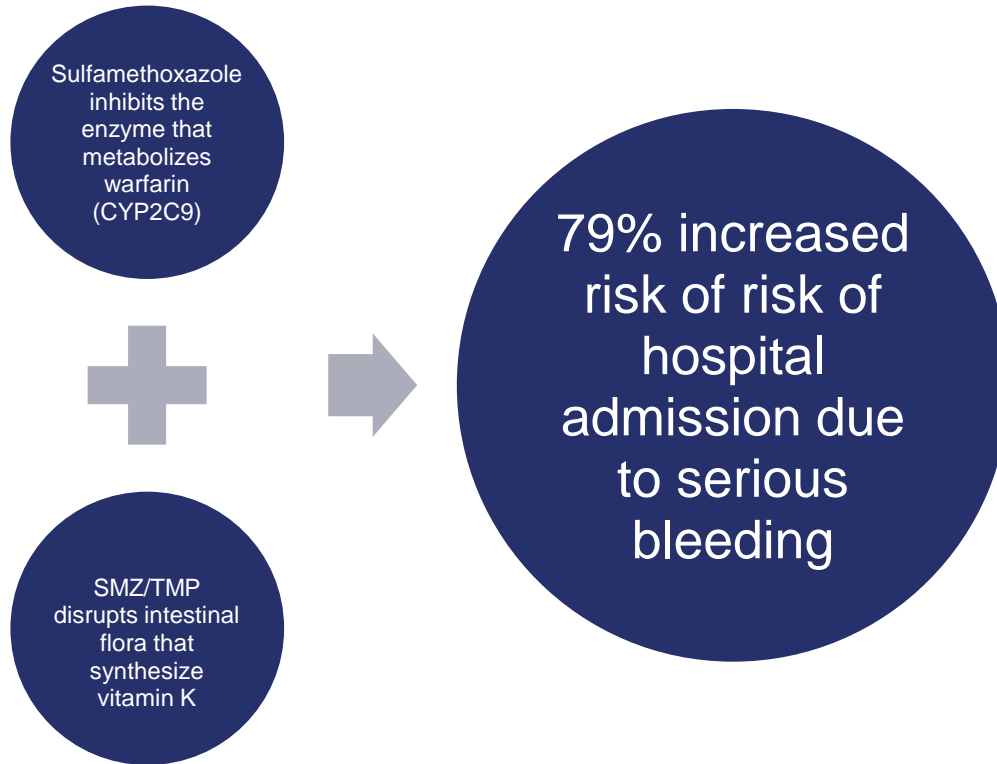 Sulfamethoxazole
inhibits the
enzyme that
metabolizes
warfarin
(CYP2C9)
SMZ/TMP
disrupts intestinal
flora that
synthesize
vitamin K
79% increased
risk of risk of
hospital
admission due
to serious
bleeding